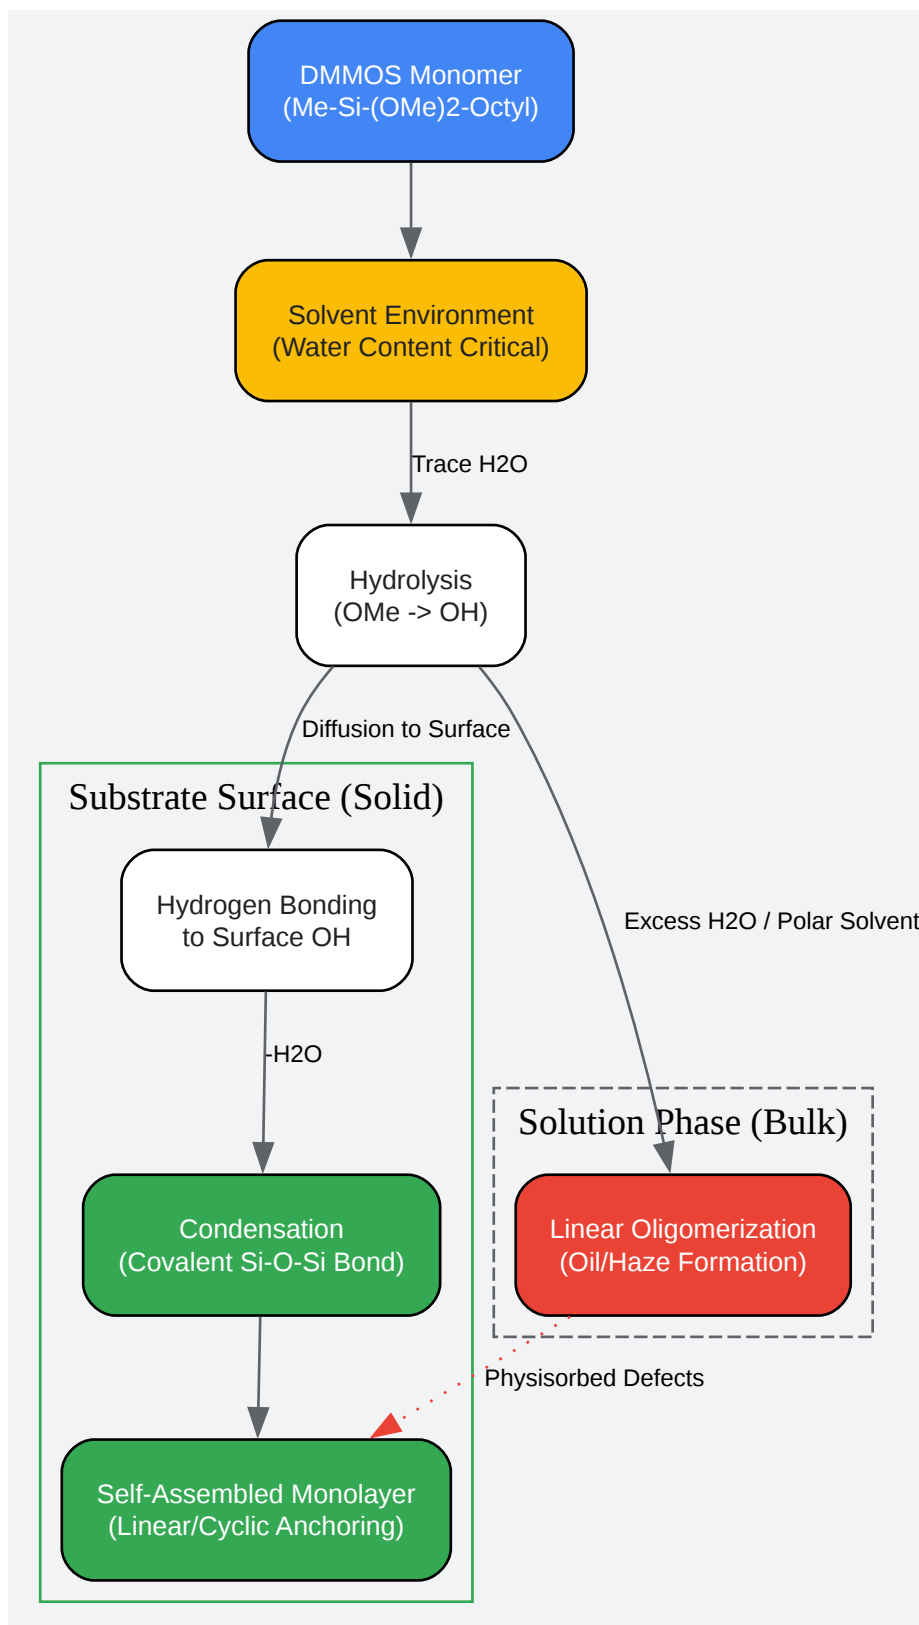 DMMOS Monomer
(Me-Si-(OMe)2-Octyl)
Solvent Environment
(Water Content Critical)
Trace H2O
Hydrolysis
(OMe -> OH)
Diffusion to Surface
Substrate Surface (Solid)
Hydrogen Bonding
to Surface OH
Excess H2O / Polar Solvent
-H2O
Solution Phase (Bulk)
Condensation
(Covalent Si-O-Si Bond)
Linear Oligomerization
(Oil/Haze Formation)
Physisorbed Defects
Self-Assembled Monolayer
(Linear/Cyclic Anchoring)